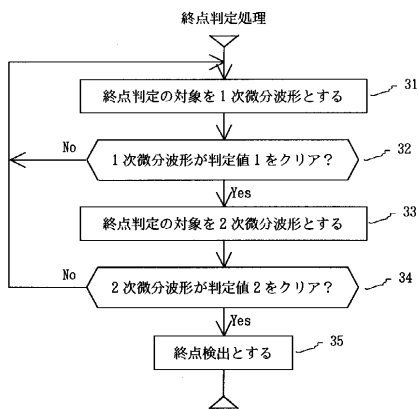 終点判定処理
終点判定の対象を1次微分波形とする
31
1次微分波形が判定値1をクリア?
32
No
Yes
終点判定の対象を2次微分波形とする
33
2次微分波形が判定値2をクリア?
34
No
Yes
終点検出とする
35